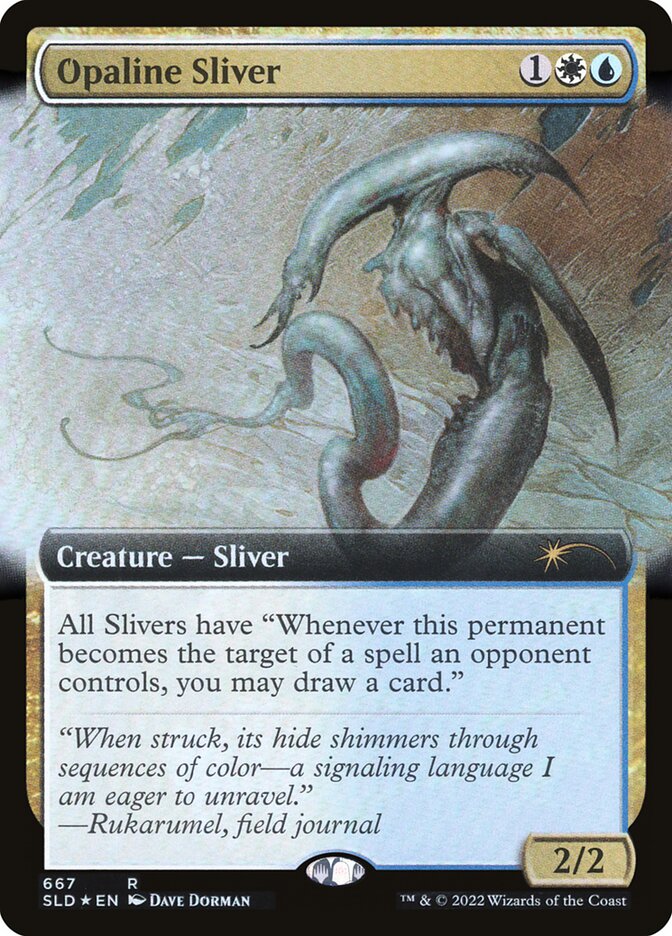 Opaline Sliver 1
Creature — Sliver
All Slivers have “Whenever this permanent
becomes the target of a spell an opponent
controls, you may draw a card.”
“When struck, its hide shimmers through
sequences of color—a signaling language I
am eager to unravel.”
—Rukarumel, field journal
2/2
667 R
SLD ★ EN Dave Dorman
™ & © 2022 Wizards of the Coast